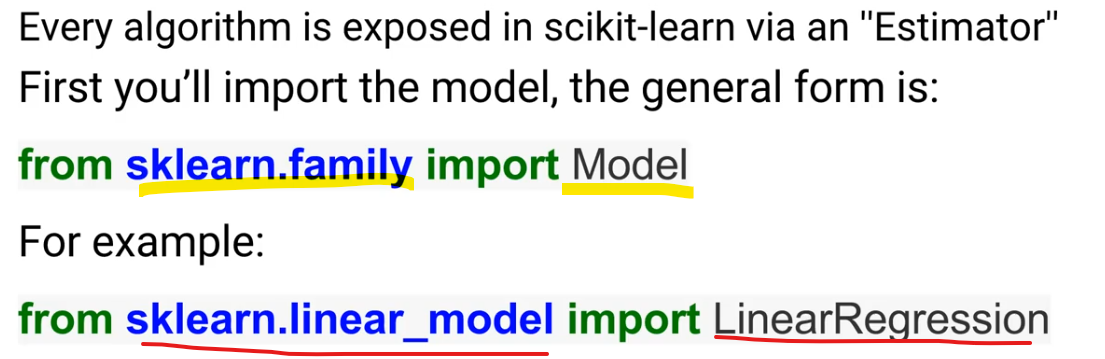 Every algorithm is exposed in scikit-learn via an "Estimator"
First you’ll import the model, the general form is:
from sklearn.family import Model
For example:
from sklearn.linear_model import LinearRegression